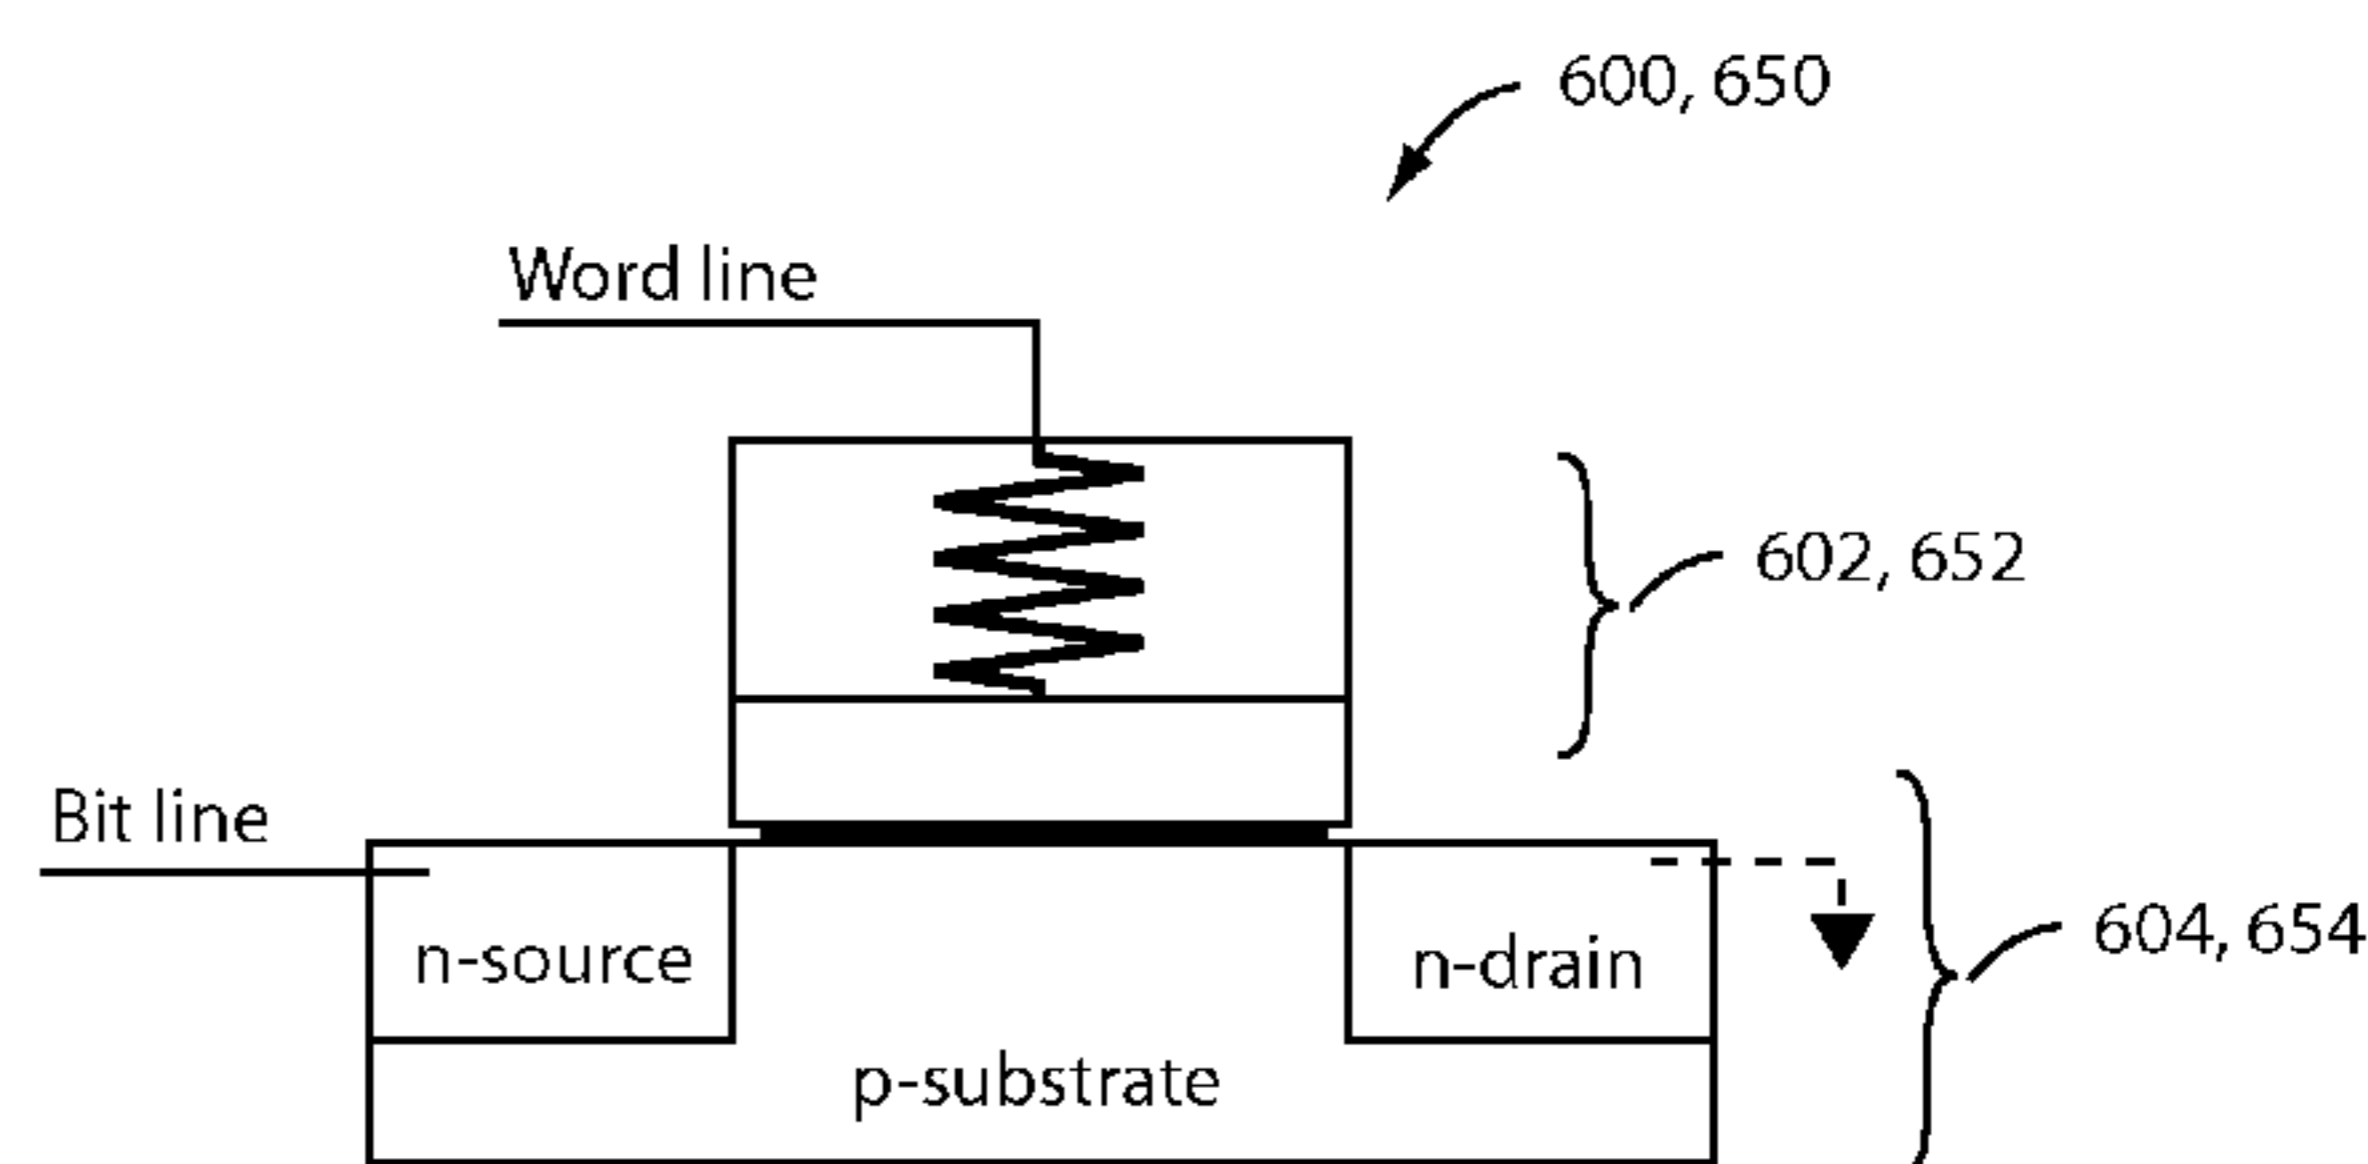 600, 650
Word line
602, 652
Bit line
604, 654
n-source
n-drain
p-substrate